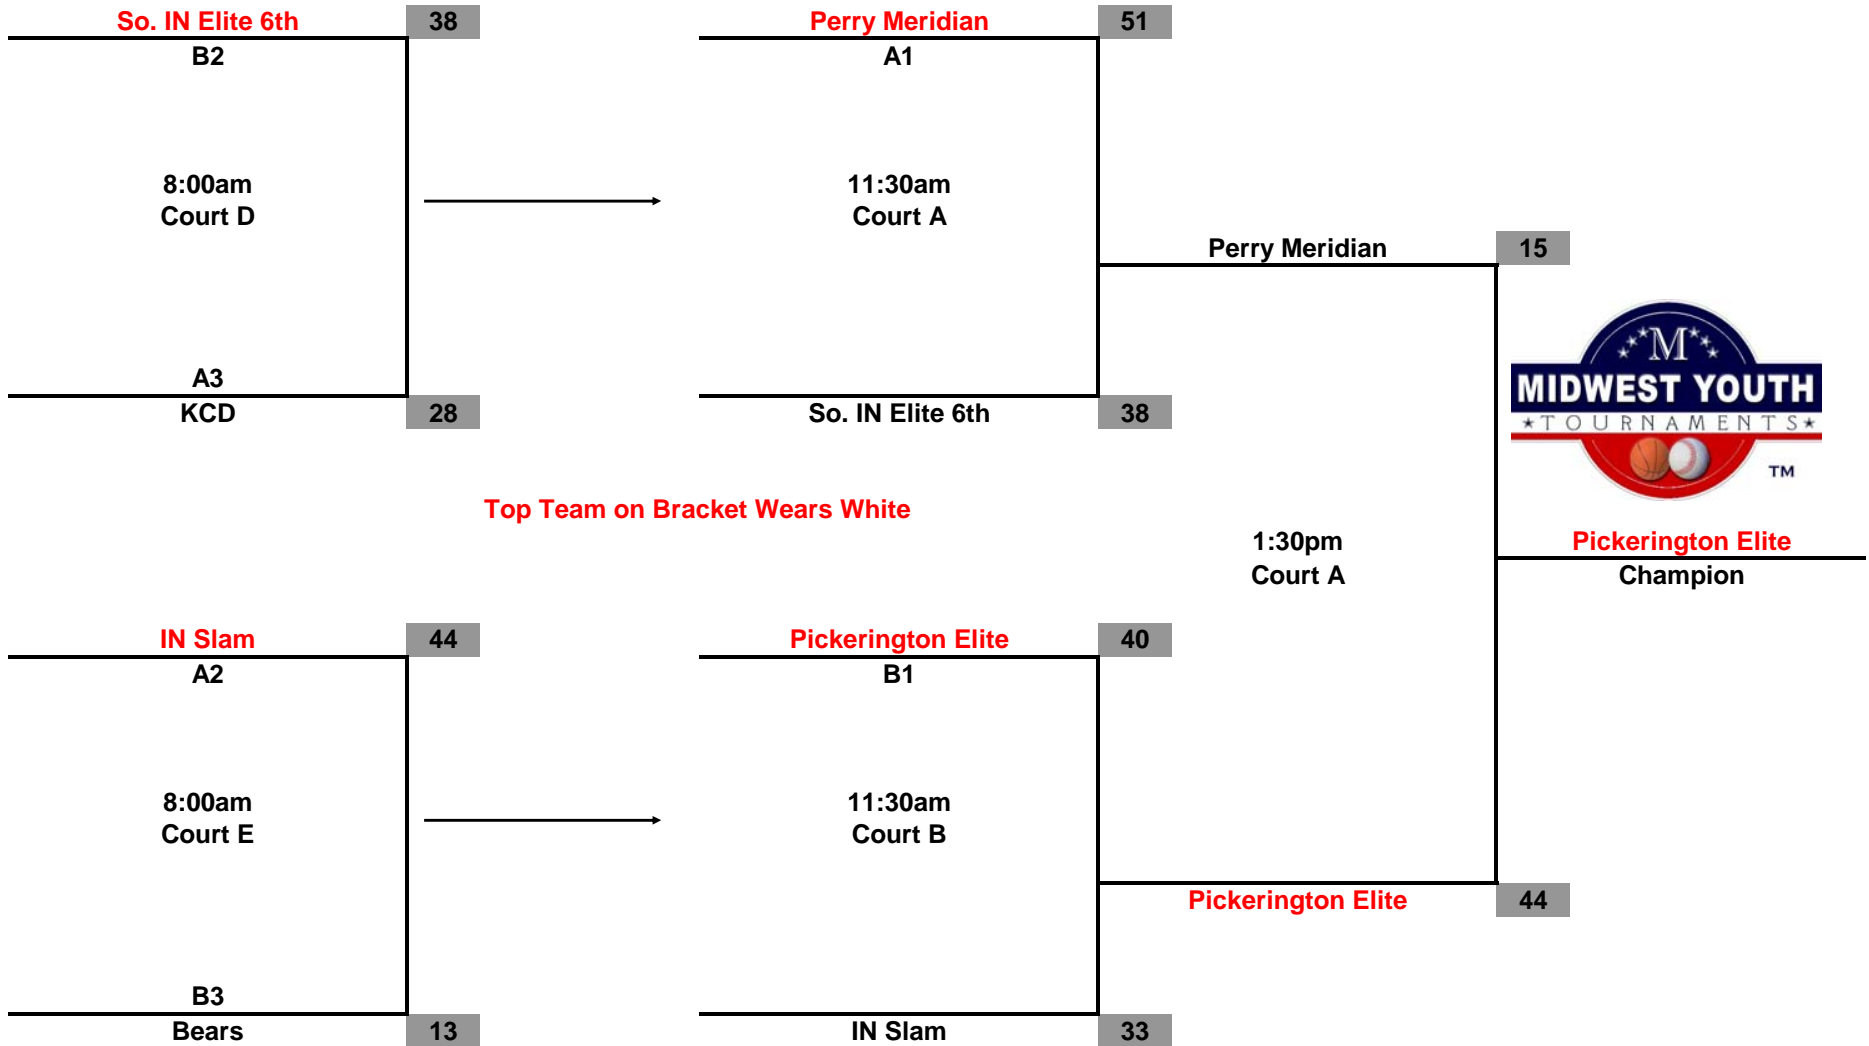 So. IN Elite 6th 38
B2
8:00am
Court D
A3
KCD 28
Perry Meridian 51
A1
11:30am
Court A
So. IN Elite 6th 38
Perry Meridian 15
M
MIDWEST YOUTH
TOURNAMENTS
TM
Top Team on Bracket Wears White
1:30pm
Court A
Pickerington Elite
Champion
IN Slam 44
A2
8:00am
Court E
B3
Bears 13
Pickerington Elite 40
B1
11:30am
Court B
IN Slam 33
Pickerington Elite 44